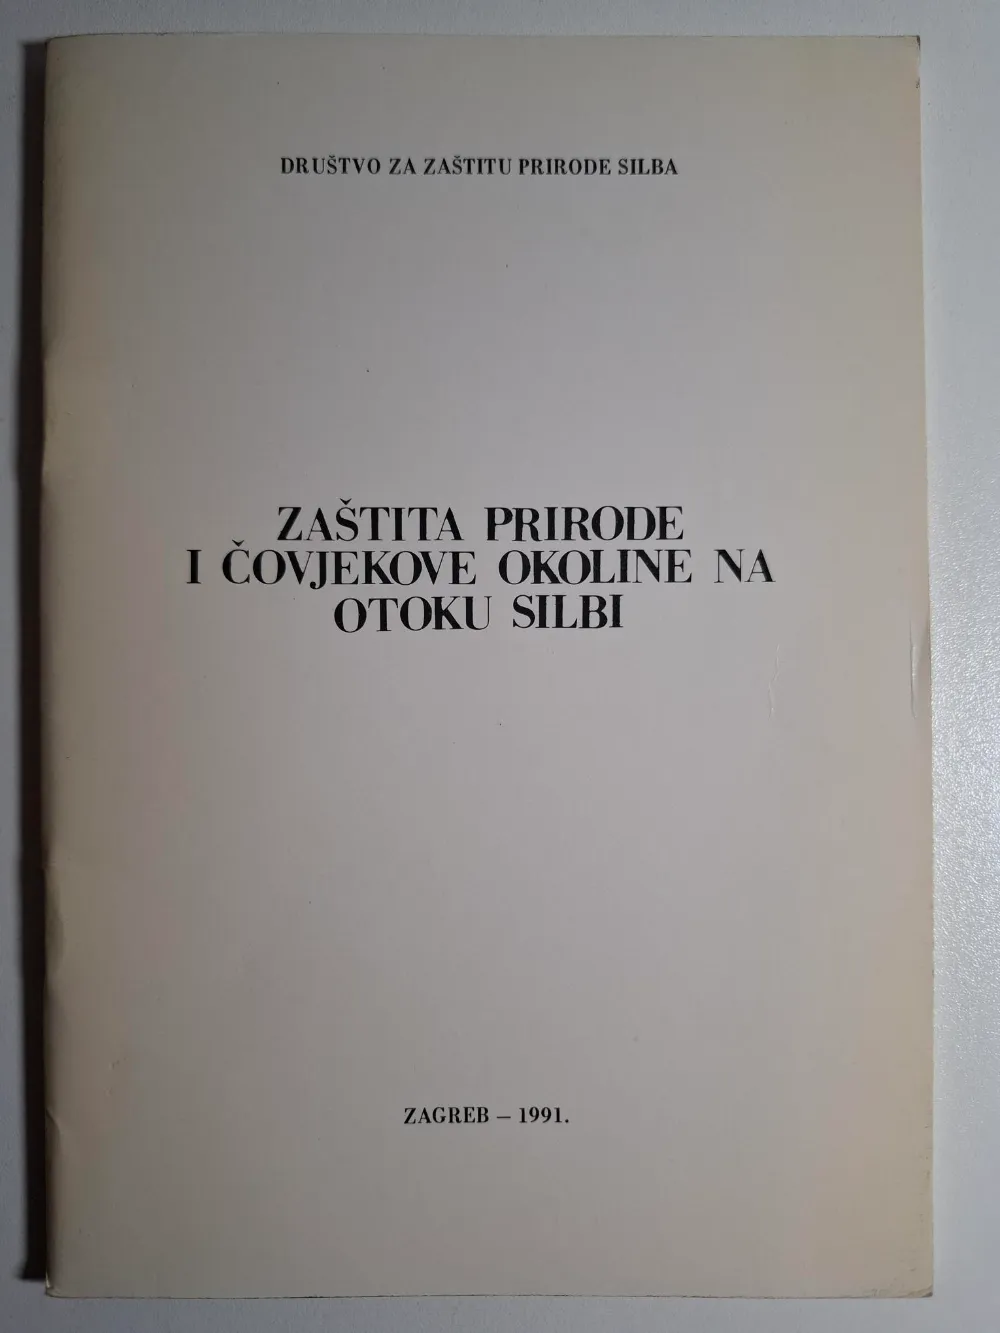 DRUŠTVO ZA ZAŠTITU PRIRODE SILBA
ZAŠTITA PRIRODE
I ČOVJEKOVE OKOLINE NA
OTOKU SILBI
ZAGREB – 1991.